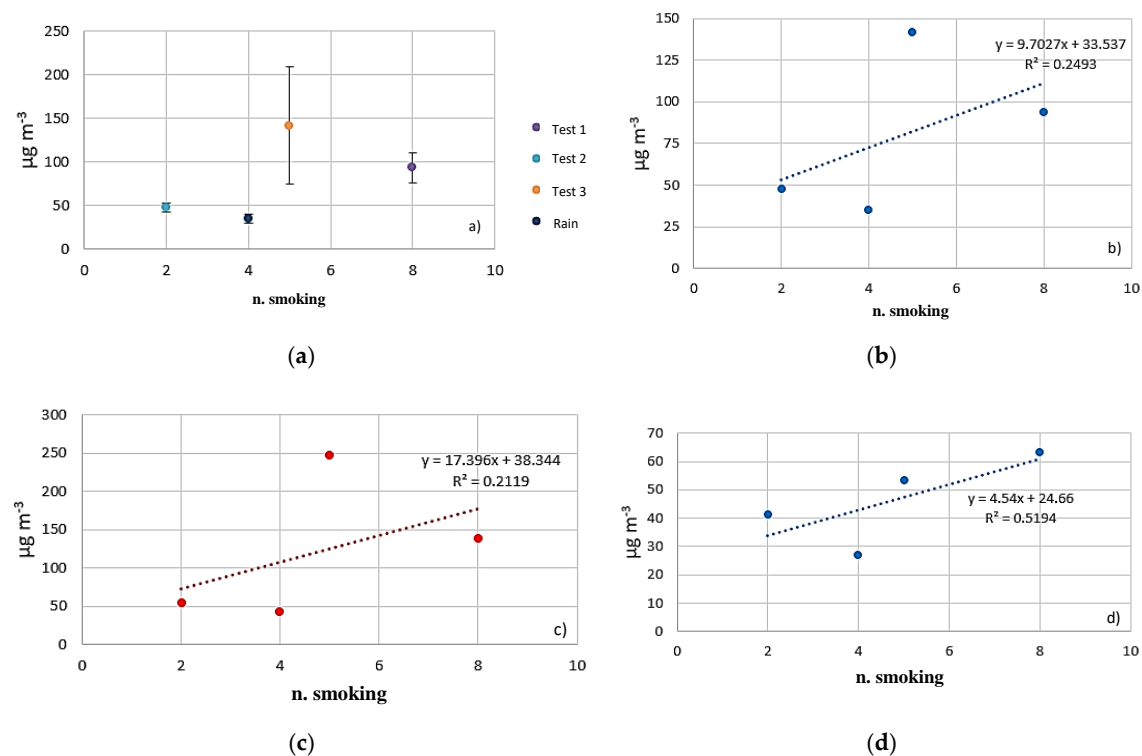 250
200
150
100
50
0
µg m⁻³
0 2 4 6 8 10
n. smoking
a)
Test 1
Test 2
Test 3
Rain
(a)
150
125
100
75
50
25
0
µg m⁻³
y = 9.7027x + 33.537
R² = 0.2493
b)
0 2 4 6 8 10
n. smoking
(b)
300
250
200
150
100
50
0
µg m⁻³
y = 17.396x + 38.344
R² = 0.2119
c)
0 2 4 6 8 10
n. smoking
(c)
70
60
50
40
30
20
10
0
µg m⁻³
y = 4.54x + 24.66
R² = 0.5194
d)
0 2 4 6 8 10
n. smoking
(d)